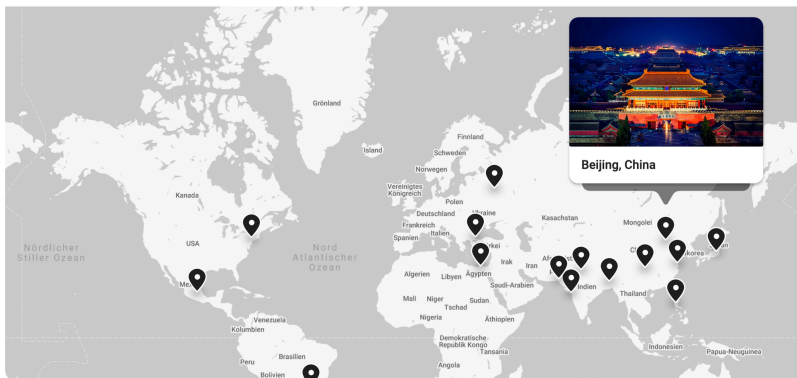 Beijing, China
Grönland
Island
Finnland
Schweden
Norwegen
Vereinigtes
Königreich
Polen
Deutschland
Ukraine
Frankreich
Italien
Spanien
Kasachstan
Mongolei
Kanada
USA
Nördlicher
Stiller Ozean
Nord
Atlantischer
Ozean
Irak
Iran
Algerien
Libyen
Ägypten
Saudi-Arabien
Indien
Thailand
Mali
Niger
Tschad
Sudan
Nigeria
Äthiopien
Venezuela
Kolumbien
Demokratische
Republik Kongo
Tansania
Indonesien
Papua-Neuguinea
Peru
Brasilien
Bolivien
Angola